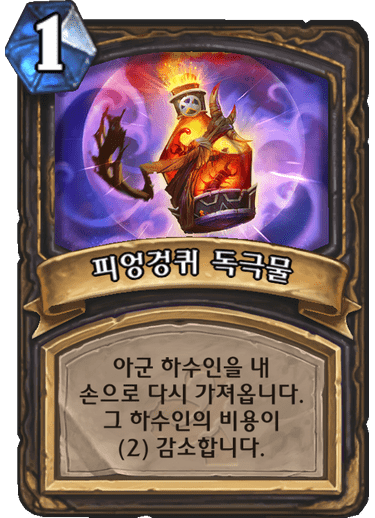 1
피엉겅퀴 독극물
아군 하수인을 내
손으로 다시 가져옵니다.
그 하수인의 비용이
(2) 감소합니다.